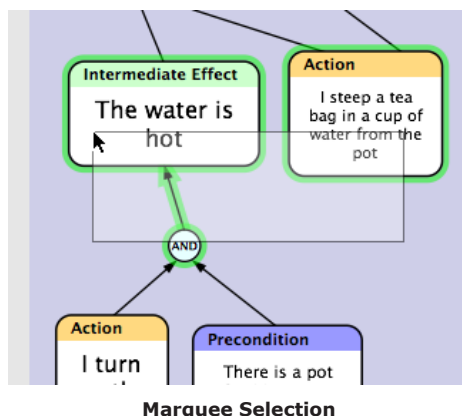 Intermediate Effect
The water is
hot
Action
I steep a tea
bag in a cup of
water from the
pot
AND
Action
I turn
Precondition
There is a pot
Marquee Selection